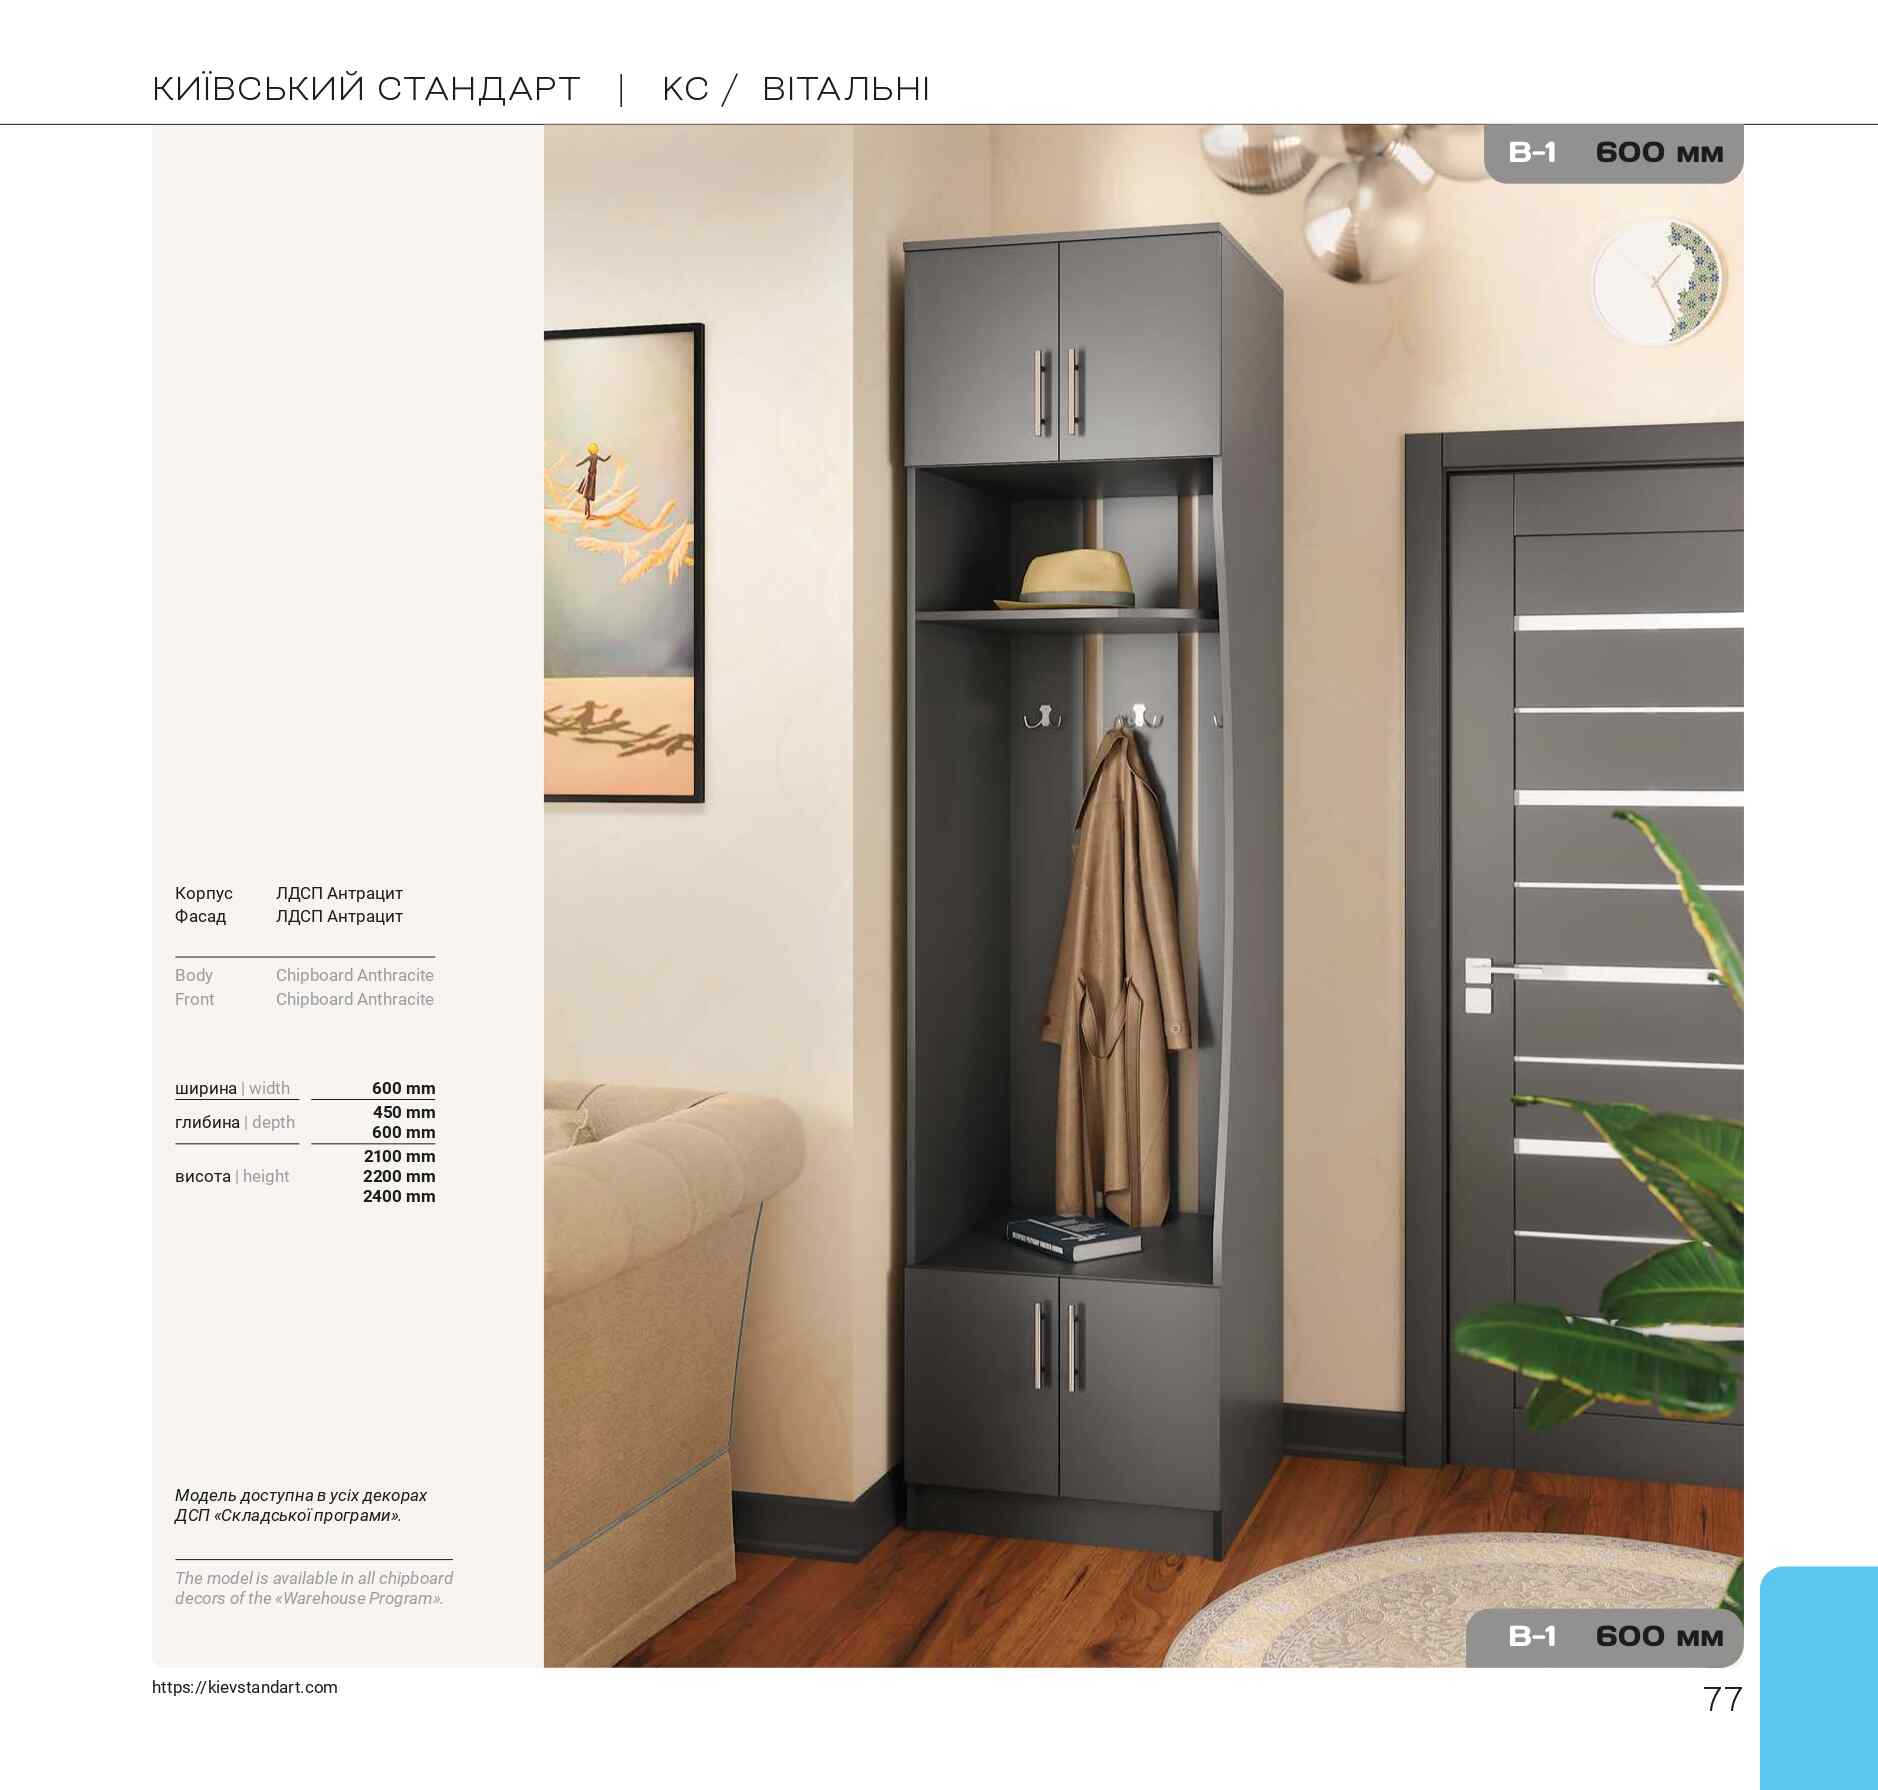 КИЇВСЬКИЙ СТАНДАРТ | КС / ВІТАЛЬНІ
В-1 600 мм
Корпус ЛДСП Антрацит
Фасад ЛДСП Антрацит
Body Chipboard Anthracite
Front Chipboard Anthracite
ширина | width 600 mm
глибина | depth 450 mm
600 mm
висота | height 2100 mm
2200 mm
2400 mm
Модель доступна в усіх декорах
ДСП «Складської програми».
The model is available in all chipboard
decors of the «Warehouse Program».
В-1 600 мм
https://kievstandart.com
77